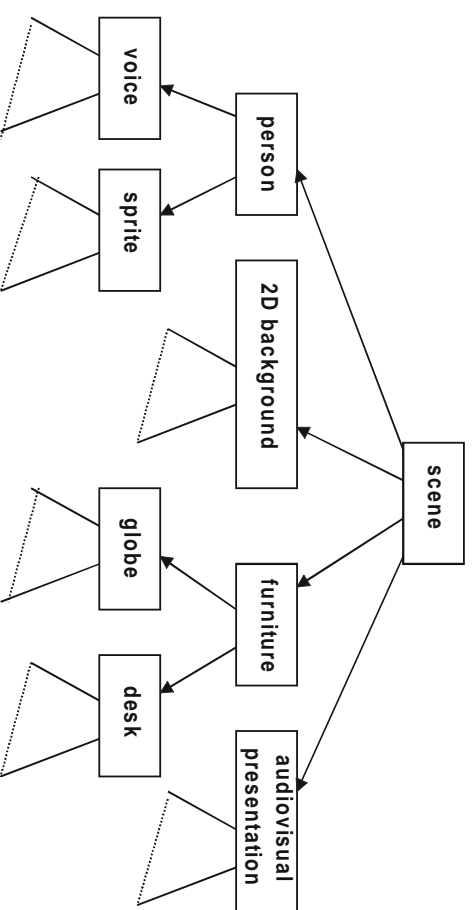 scene
person
2D background
furniture
audiovisual
presentation
voice
sprite
globe
desk